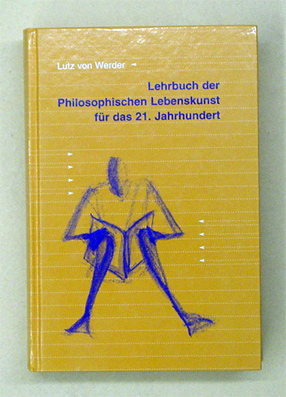 Lutz von Werder
Lehrbuch der
Philosophischen Lebenskunst
für das 21. Jahrhundert